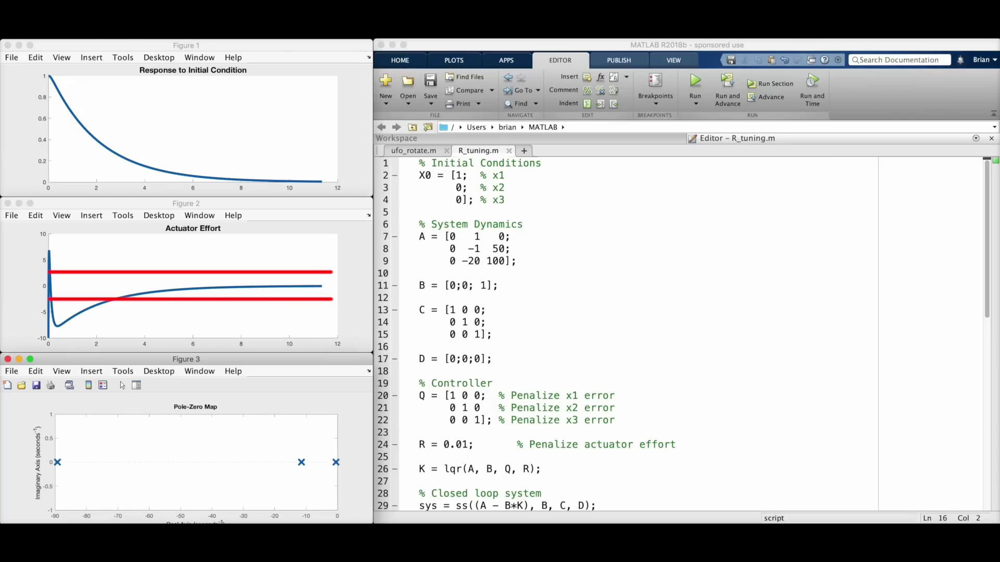 Figure 1
File Edit View Insert Tools Desktop Window Help
Response to Initial Condition
1
0.8
0.6
0.4
0.2
0
0 2 4 6 8 10 12
Figure 2
File Edit View Insert Tools Desktop Window Help
Actuator Effort
10
5
0
-5
-10
0 2 4 6 8 10 12
Figure 3
File Edit View Insert Tools Desktop Window Help
Pole-Zero Map
Imaginary Axis (seconds⁻¹)
1
0.5
0
-0.5
-1
-90 -80 -70 -60 -50 -40 -30 -20 -10 0
MATLAB R2018b - sponsored use
HOME PLOTS APPS EDITOR PUBLISH VIEW
Search Documentation
Brian
New
Open
Save
Find Files
Compare
Print
FILE
Go To
Find
NAVIGATE
Insert fx
Comment
Indent
EDIT
Breakpoints
BREAKPOINTS
Run
Run and Advance
Run Section
Advance
Run and Time
RUN
/ Users brian MATLAB
Workspace
Editor – R_tuning.m
ufo_rotate.m R_tuning.m +
1 % Initial Conditions
2 – X0 = [1; % x1
3 0; % x2
4 0]; % x3
5
6 % System Dynamics
7 – A = [0 1 0;
8 0 –1 50;
9 0 –20 100];
10
11 – B = [0;0; 1];
12
13 – C = [1 0 0;
14 0 1 0;
15 0 0 1];
16
17 – D = [0;0;0];
18
19 % Controller
20 – Q = [1 0 0; % Penalize x1 error
21 0 1 0 % Penalize x2 error
22 0 0 1]; % Penalize x3 error
23
24 – R = 0.01; % Penalize actuator effort
25
26 – K = lqr(A, B, Q, R);
27
28 % Closed loop system
29 – sys = ss((A – B*K), B, C, D);
script
Ln 16 Col 2